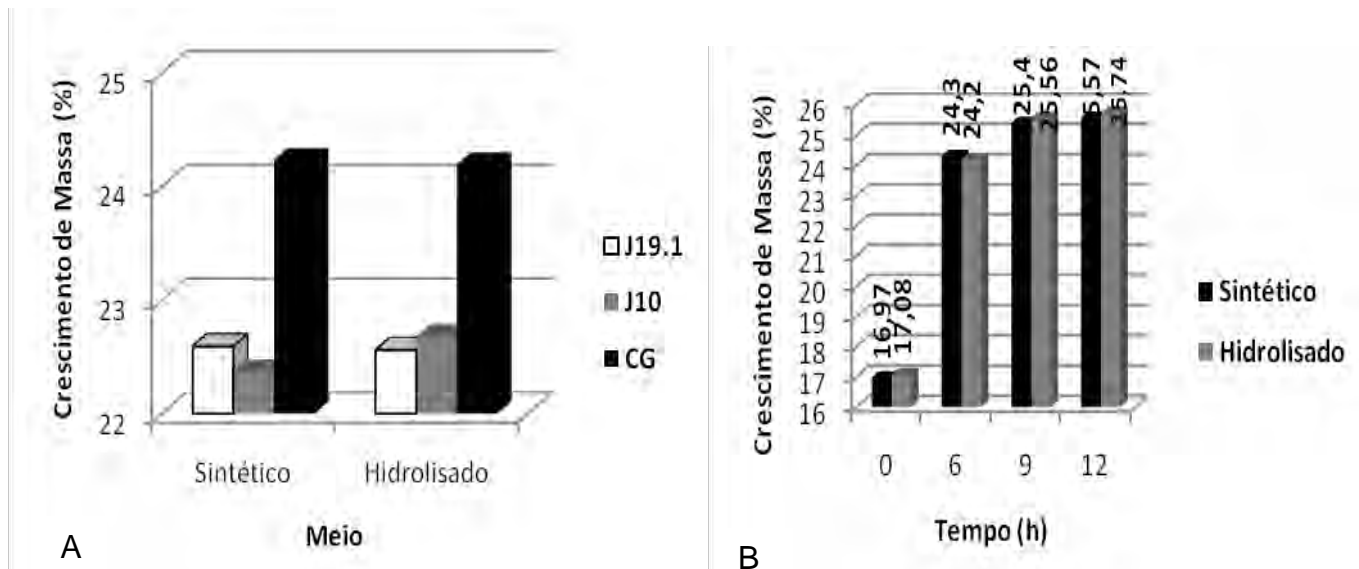 Crescimento de Massa (%)
25
24
23
22
Sintético Hidrolisado
Meio
J19.1
J10
CG
A
Crescimento de Massa (%)
26
25
24
23
22
21
20
19
18
17
16
16,97
17,08
24,3
24,2
25,4
25,56
5,57
0 6 9 12
Tempo (h)
Sintético
Hidrolisado
B